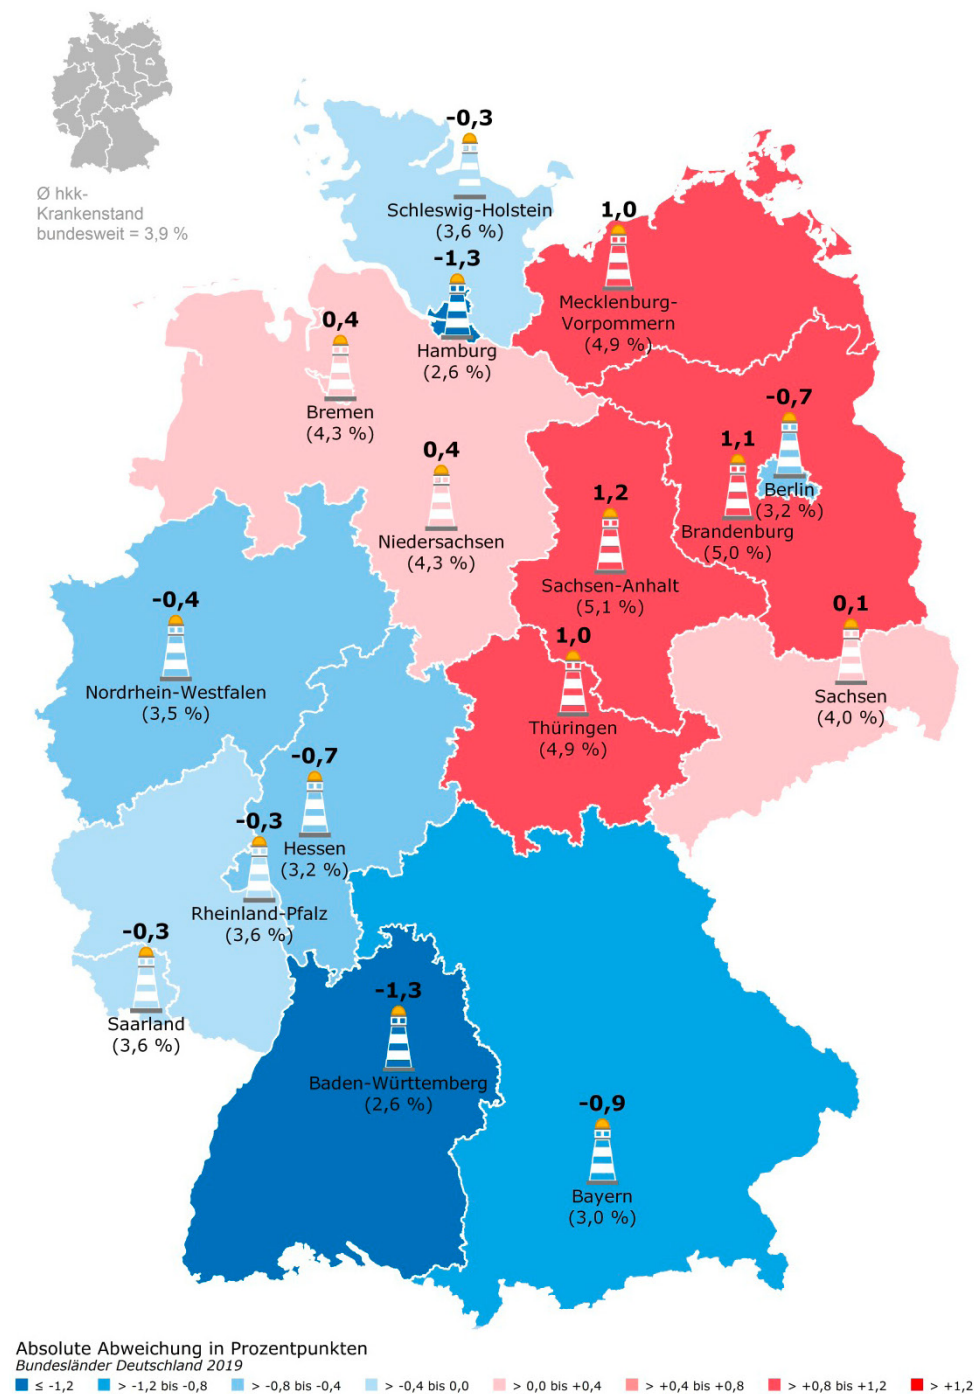 Ø hkk-
Krankenstand
bundesweit = 3,9 %
-0,3
Schleswig-Holstein
(3,6 %)
1,0
Mecklenburg-
Vorpommern
(4,9 %)
-1,3
Hamburg
(2,6 %)
0,4
Bremen
(4,3 %)
-0,7
Berlin
(3,2 %)
1,1
Brandenburg
(5,0 %)
0,4
Niedersachsen
(4,3 %)
1,2
Sachsen-Anhalt
(5,1 %)
-0,4
Nordrhein-Westfalen
(3,5 %)
0,1
Sachsen
(4,0 %)
1,0
Thüringen
(4,9 %)
-0,7
Hessen
(3,2 %)
-0,3
Rheinland-Pfalz
(3,6 %)
-0,3
Saarland
(3,6 %)
-1,3
Baden-Württemberg
(2,6 %)
-0,9
Bayern
(3,0 %)
Absolute Abweichung in Prozentpunkten
Bundesländer Deutschland 2019
≤ -1,2 > -1,2 bis -0,8 > -0,8 bis -0,4 > -0,4 bis 0,0 > 0,0 bis +0,4 > +0,4 bis +0,8 > +0,8 bis +1,2 > +1,2